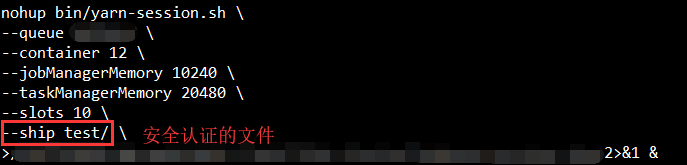 nohup bin/yarn-session.sh \
--queue \
--container 12 \
--jobManagerMemory 10240 \
--taskManagerMemory 20480 \
--slots 10 \
--ship test/ \ 安全认证的文件
>/ 2>&1 &